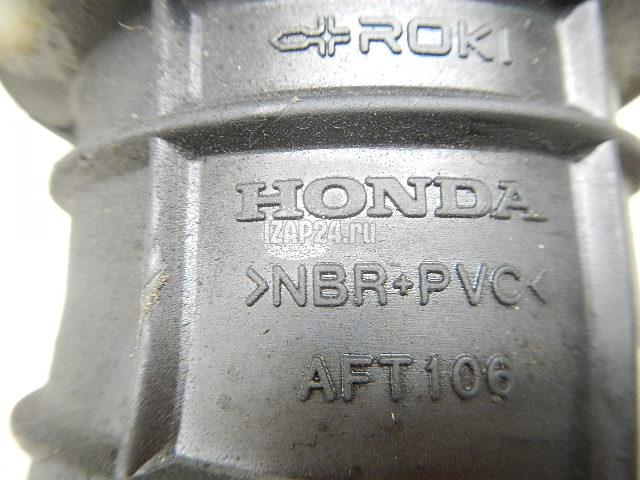 ROKI
HONDA
IZAP24.ru
>NBR+PVC<
AFT106